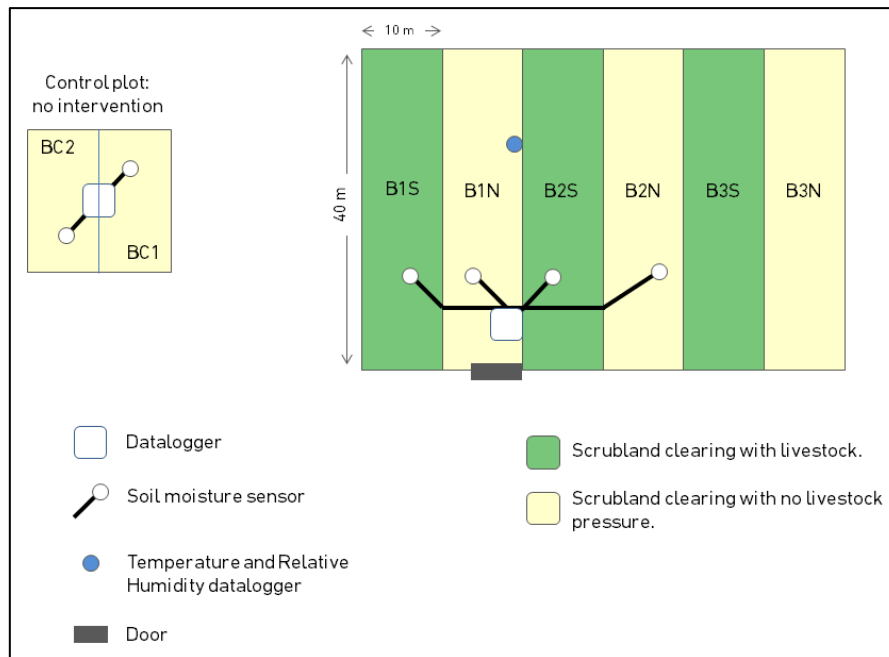 10 m
Control plot:
no intervention
BC2
BC1
40 m
B1S
B1N
B2S
B2N
B3S
B3N
Datalogger
Soil moisture sensor
Temperature and Relative
Humidity datalogger
Door
Scrubland clearing with livestock.
Scrubland clearing with no livestock
pressure.